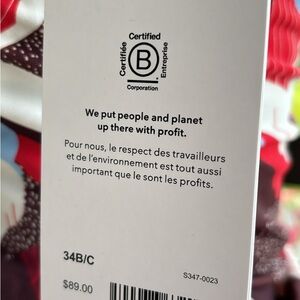 Certified
Certifiée
B
Entreprise
Corporation
We put people and planet
up there with profit.
Pour nous, le respect des travailleurs
et de l'environnement est tout aussi
important que le sont les profits.
34B/C
S347-0023
$89.00